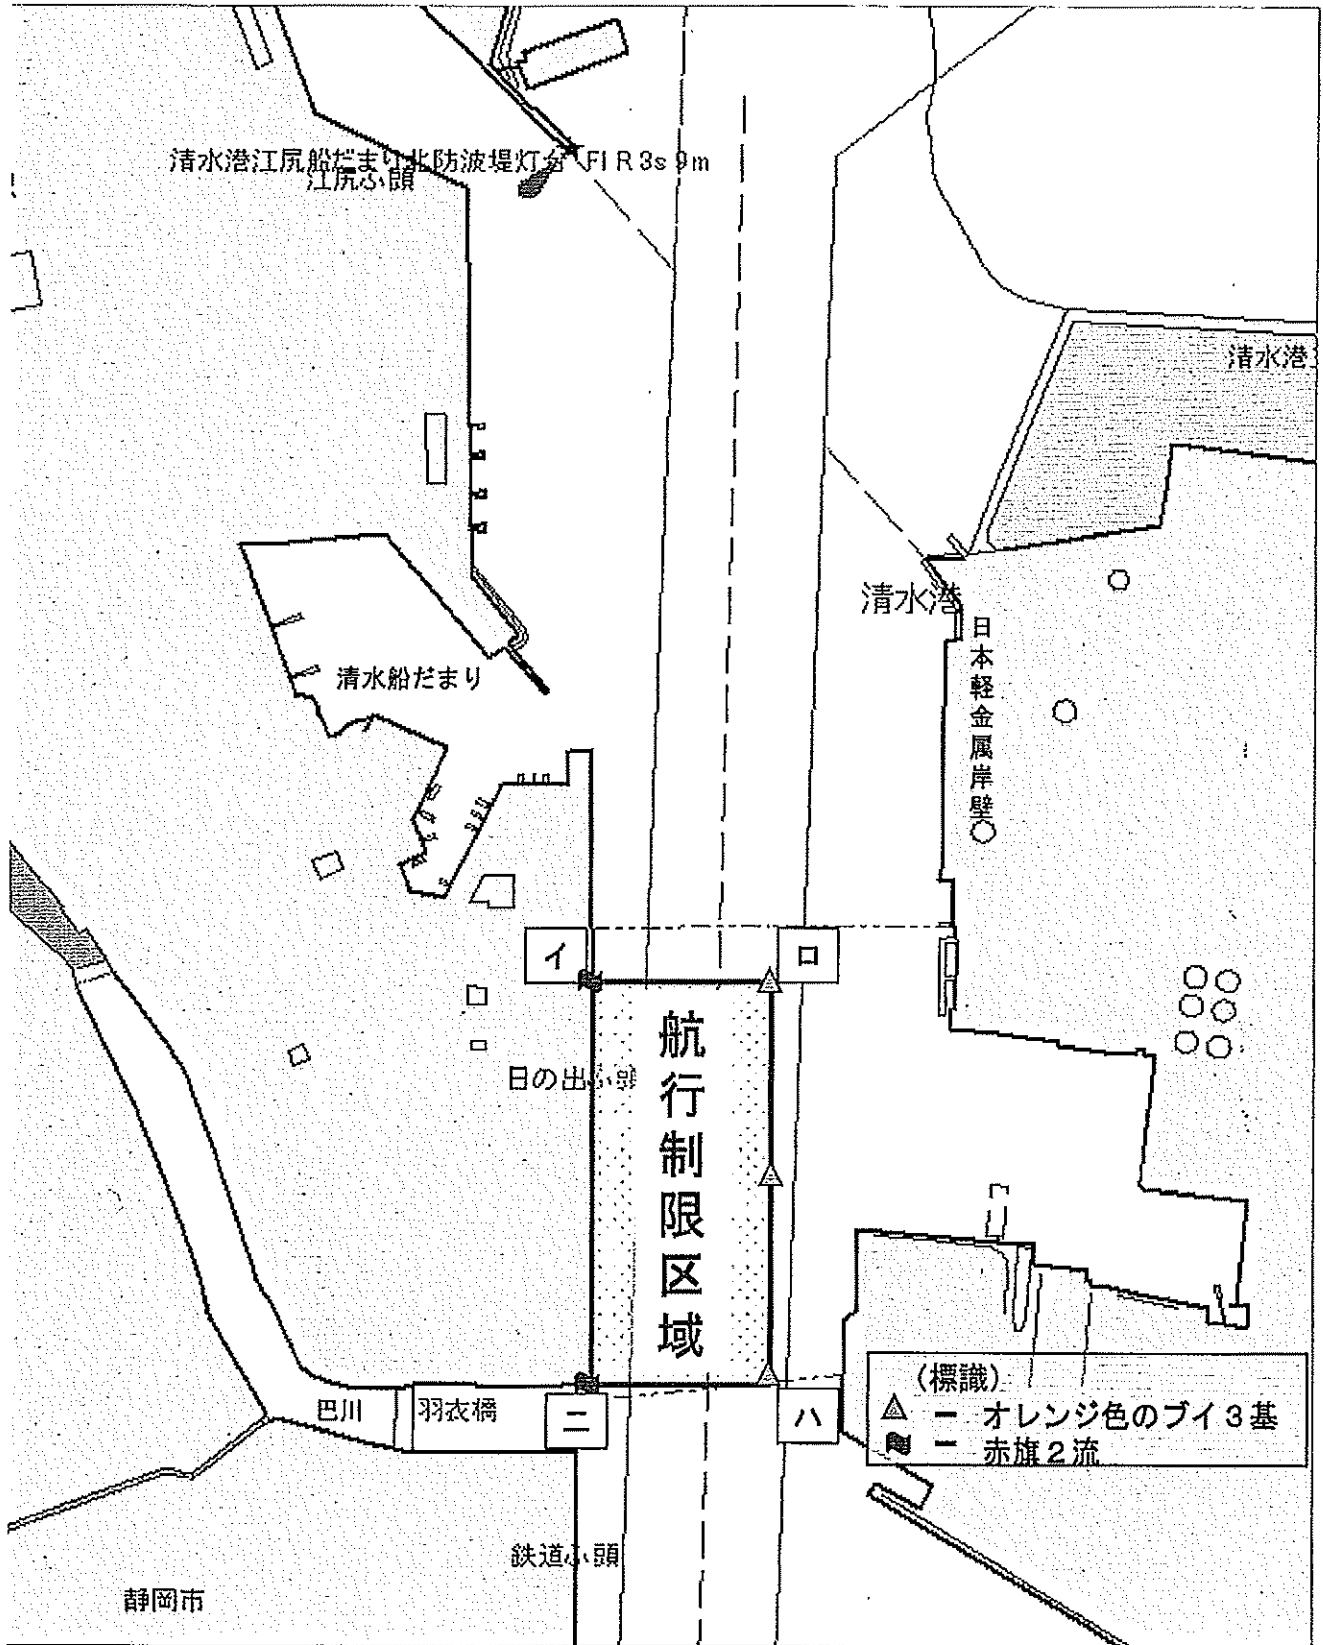 清水港江尻船だまり北防波堤灯台 Fl R 3s 9m
江尻ふ頭
清水港
清水港
日本軽金属岸壁
清水船だまり
イ
ロ
航行制限区域
日の出ふ頭
巴川
羽衣橋
ニ
ハ
(標識)
ー オレンジ色のブイ3基
ー 赤旗2流
鉄道ふ頭
静岡市